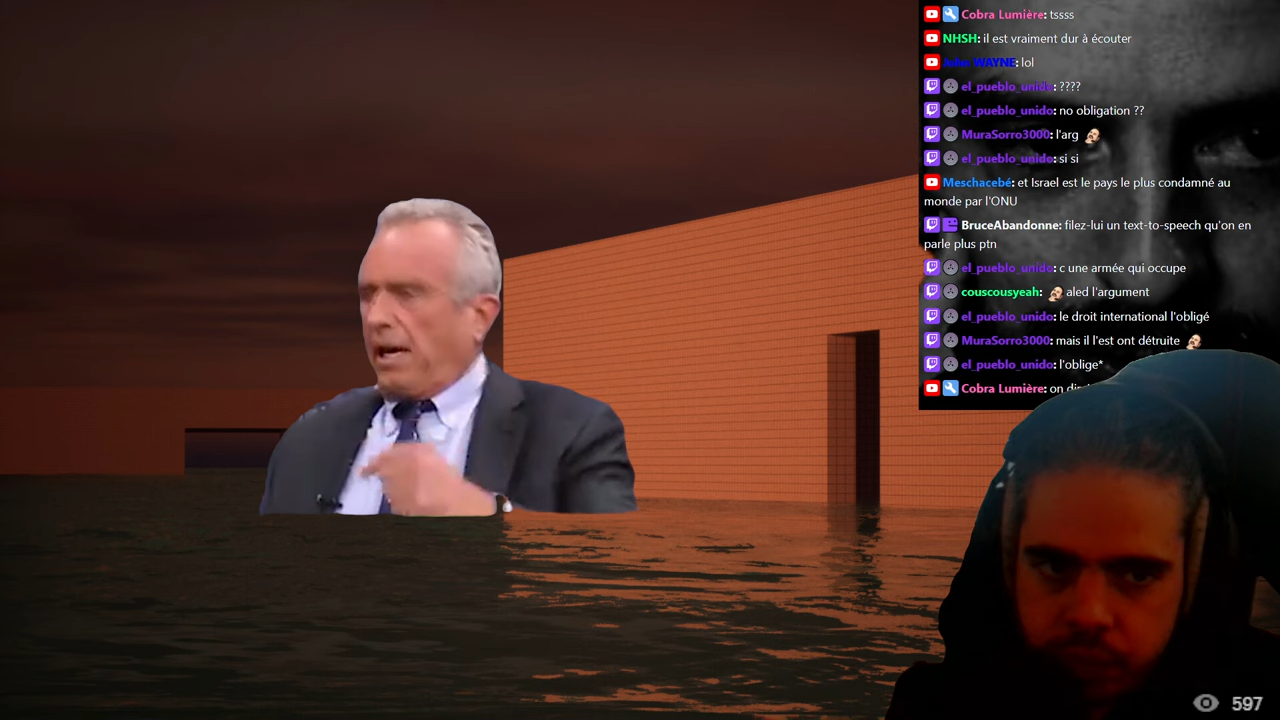 Cobra Lumière: tssss
NHSH: il est vraiment dur à écouter
John WAYNE: lol
el_pueblo_unido: ????
el_pueblo_unido: no obligation ??
MuraSorro3000: l'arg
el_pueblo_unido: si si
Meschacebé: et Israel est le pays le plus condamné au
monde par l'ONU
BruceAbandonne: filez-lui un text-to-speech qu'on en
parle plus ptn
el_pueblo_unido: c une armée qui occupe
couscousyeah: aled l'argument
el_pueblo_unido: le droit international l'obligé
MuraSorro3000: mais il l'est ont détruite
el_pueblo_unido: l'oblige*
Cobra Lumière: on
597